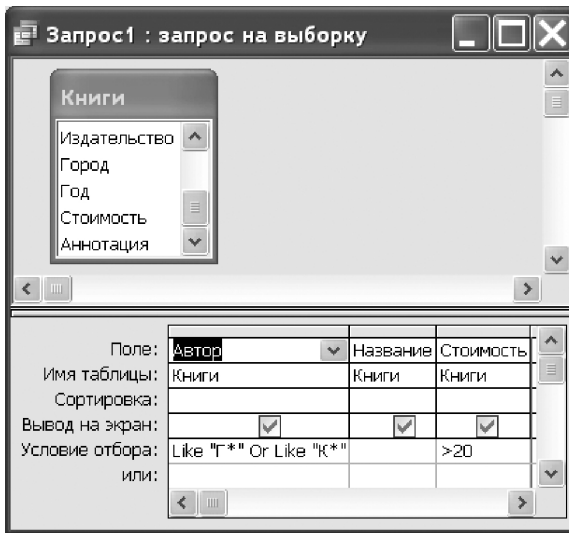 Запрос1 : запрос на выборку
Книги
Издательство
Город
Год
Стоимость
Аннотация
Поле: Автор Название Стоимость
Имя таблицы: Книги Книги Книги
Сортировка:
Вывод на экран:
Условие отбора: Like "Г*" Or Like "К*" >20
или: